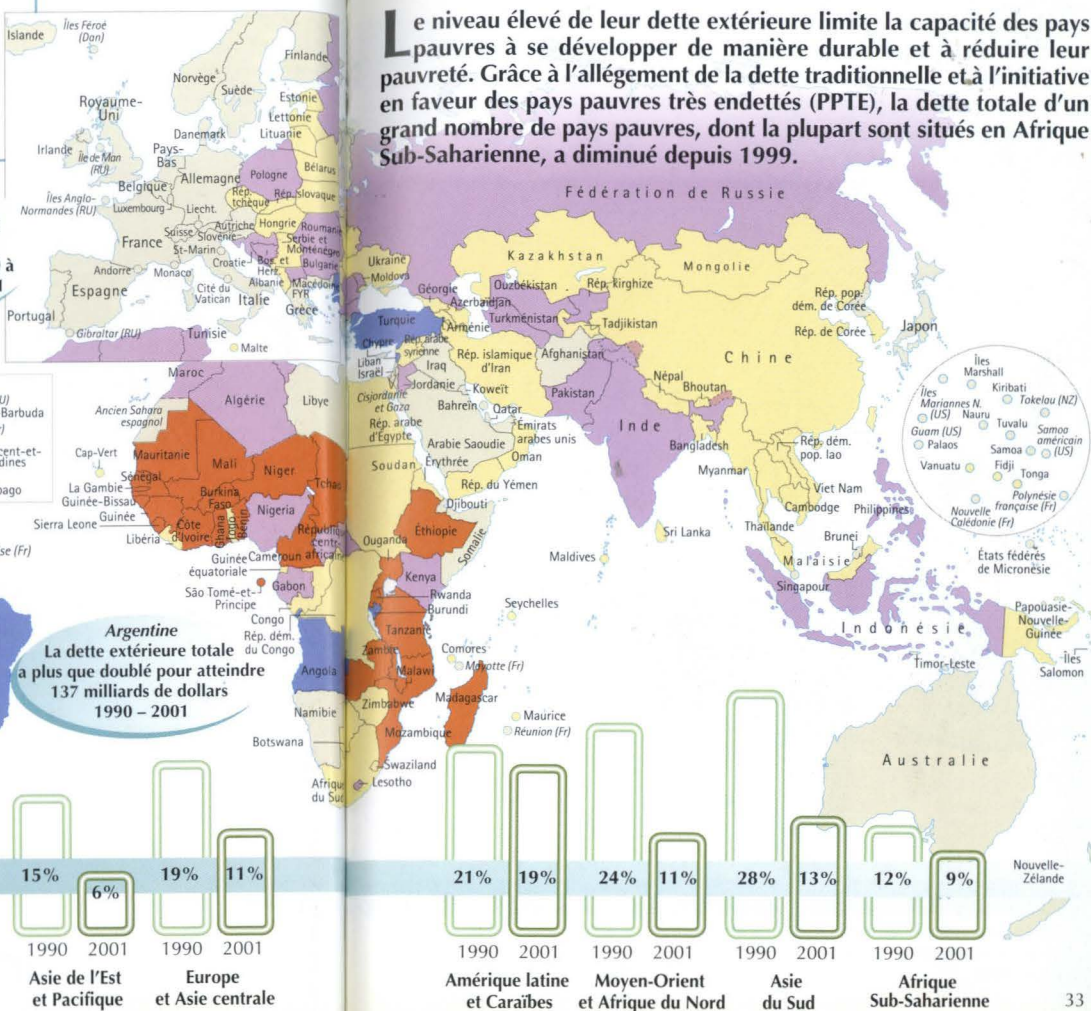 Le niveau élevé de leur dette extérieure limite la capacité des pays
pauvres à se développer de manière durable et à réduire leur
pauvreté. Grâce à l'allégement de la dette traditionnelle et à l'initiative
en faveur des pays pauvres très endettés (PPTE), la dette totale d'un
grand nombre de pays pauvres, dont la plupart sont situés en Afrique
Sub-Saharienne, a diminué depuis 1999.
Islande
Îles Féroé
(Dan)
Finlande
Norvège
Suède
Royaume-
Uni
Estonie
Lettonie
Lituanie
Danemark
Irlande
Île de Man
(RU)
Pays-
Bas
Bélarus
Allemagne
Pologne
Belgique
Îles Anglo-
Normandes (RU)
Luxembourg
Rép.
tchèque
Rép. slovaque
Liecht.
France
Suisse
Autriche
Hongrie
Roumanie
Slovénie
St-Marin
Serbie et
Monténégro
Croatie
Bos. et
Herz.
Bulgarie
Andorre
Monaco
Albanie
Macédoine
FYR
Espagne
Cité du
Vatican
Italie
Grèce
Portugal
Gibraltar (RU)
Tunisie
Malte
à
Fédération de Russie
Ukraine
Moldova
Kazakhstan
Mongolie
Géorgie
Ouzbékistan
Rép. kirghize
Azerbaïdjan
Turkménistan
Rép. pop.
dém. de Corée
Turquie
Arménie
Tadjikistan
Rép. de Corée
Japon
Chypre
Rép. arabe
syrienne
Rép. islamique
d'Iran
Afghanistan
Chine
Liban
Israël
Iraq
Jordanie
Koweït
Pakistan
Népal
Bhoutan
Cisjordanie
et Gaza
Bahreïn
Qatar
Inde
Rép. arabe
d'Égypte
Émirats
arabes unis
Arabie Saoudie
Oman
Bangladesh
Rép. dém.
pop. lao
Myanmar
Maroc
Algérie
Libye
Ancien Sahara
espagnol
Barbuda
cent-et-
dines
bago
Cap-Vert
Mauritanie
Mali
Niger
Tchad
Soudan
Érythrée
Rép. du Yémen
Sénégal
La Gambie
Guinée-Bissau
Guinée
Burkina
Faso
Sierra Leone
Côte
d'Ivoire
Ghana
Togo
Bénin
Nigeria
Libéria
République
centr.
africaine
Djibouti
Éthiopie
Somalie
Ouganda
Guinée
équatoriale
Cameroun
São Tomé-et-
Principe
Gabon
Kenya
Rwanda
Burundi
Congo
Rép. dém.
du Congo
Tanzanie
Seychelles
Comores
Mayotte (Fr)
Angola
Zambie
Malawi
Namibie
Zimbabwe
Madagascar
Mozambique
Maurice
Réunion (Fr)
Botswana
Swaziland
Lesotho
Afrique
du Sud
Viet Nam
Cambodge
Thaïlande
Philippines
Sri Lanka
Maldives
Brunei
Malaisie
Singapour
Indonésie
Timor-Leste
États fédérés
de Micronésie
Papouasie-
Nouvelle-
Guinée
Îles
Salomon
Îles
Marshall
Îles
Mariannes N.
(US)
Kiribati
Tokelau (NZ)
Nauru
Guam (US)
Tuvalu
Samoa
américain
(US)
Palaos
Samoa
Vanuatu
Fidji
Tonga
Nouvelle
Calédonie (Fr)
Polynésie
française (Fr)
Australie
Nouvelle-
Zélande
se (Fr)
Argentine
La dette extérieure totale
a plus que doublé pour atteindre
137 milliards de dollars
1990 – 2001
15% 6% 19% 11% 21% 19% 24% 11% 28% 13% 12% 9%
1990 2001 1990 2001 1990 2001 1990 2001 1990 2001 1990 2001
Asie de l'Est
et Pacifique
Europe
et Asie centrale
Amérique latine
et Caraïbes
Moyen-Orient
et Afrique du Nord
Asie
du Sud
Afrique
Sub-Saharienne
33